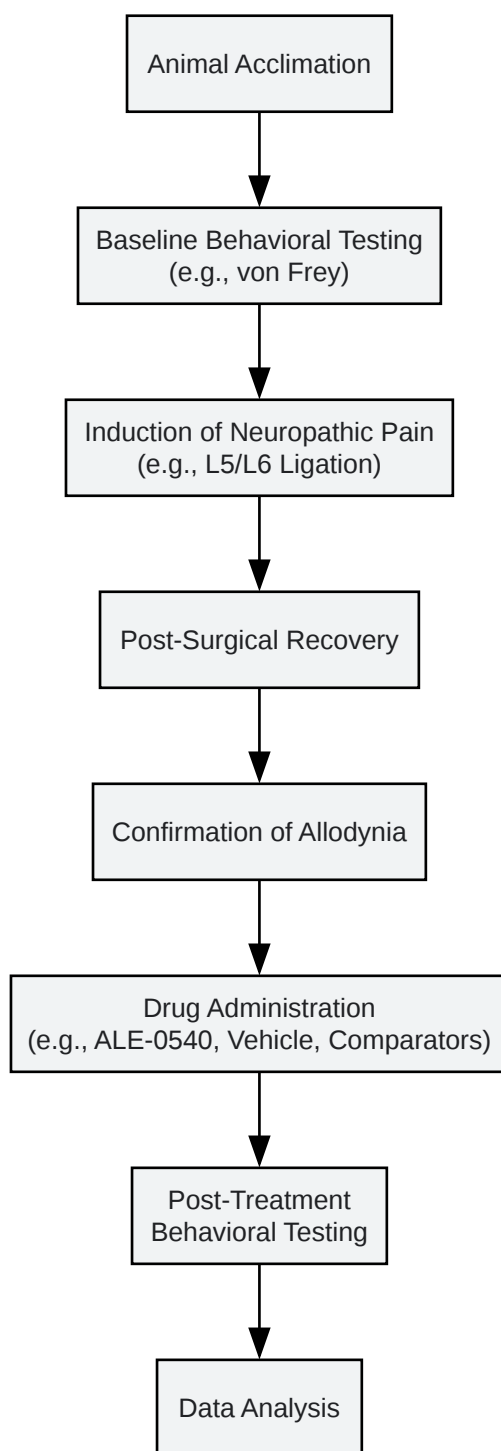 Animal Acclimation
Baseline Behavioral Testing
(e.g., von Frey)
Induction of Neuropathic Pain
(e.g., L5/L6 Ligation)
Post-Surgical Recovery
Confirmation of Allodynia
Drug Administration
(e.g., ALE-0540, Vehicle, Comparators)
Post-Treatment
Behavioral Testing
Data Analysis